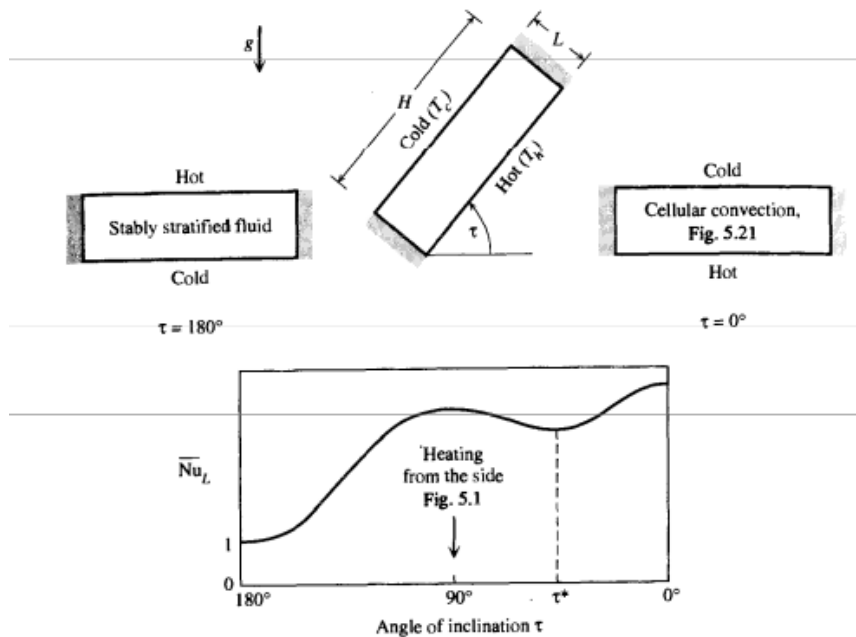 g
H
L
Cold (T_c)
Hot (T_h)
τ
Hot
Stably stratified fluid
Cold
τ = 180°
Cold
Cellular convection,
Fig. 5.21
Hot
τ = 0°
Nu_L
Heating
from the side
Fig. 5.1
1
0
180°
90°
τ*
0°
Angle of inclination τ